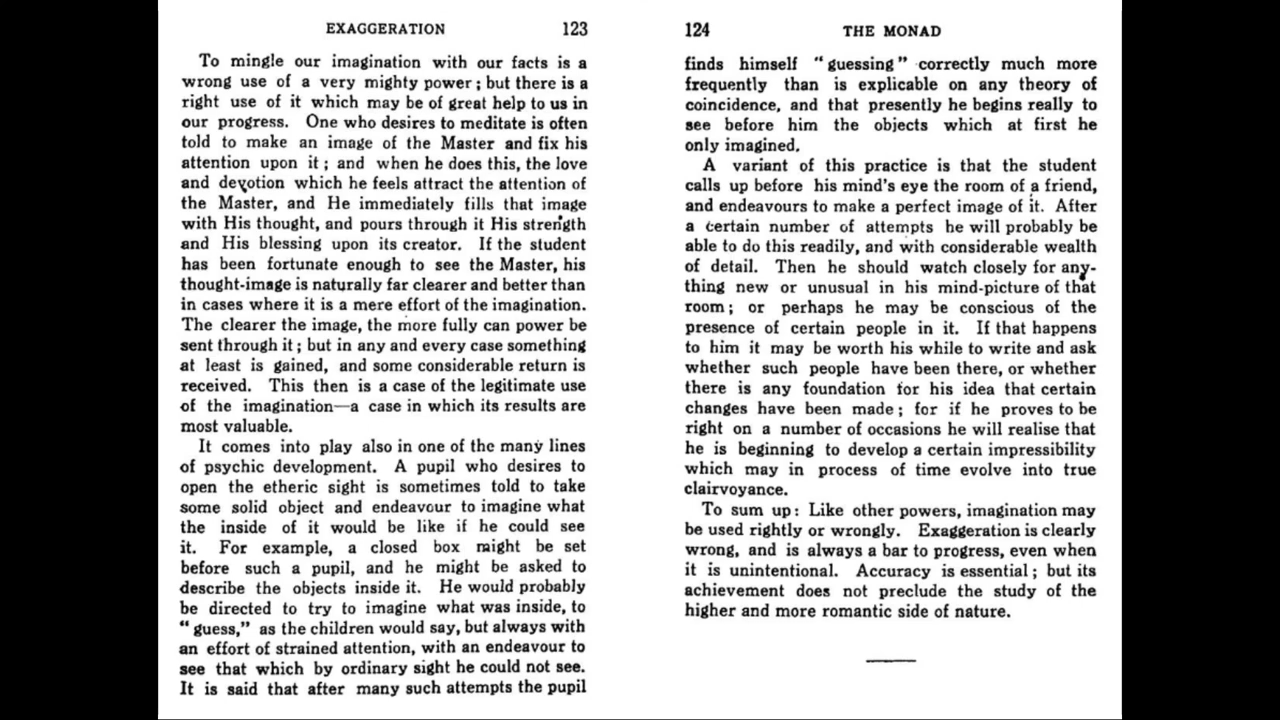 EXAGGERATION 123
To mingle our imagination with our facts is a
wrong use of a very mighty power; but there is a
right use of it which may be of great help to us in
our progress. One who desires to meditate is often
told to make an image of the Master and fix his
attention upon it; and when he does this, the love
and devotion which he feels attract the attention of
the Master, and He immediately fills that image
with His thought, and pours through it His strength
and His blessing upon its creator. If the student
has been fortunate enough to see the Master, his
thought-image is naturally far clearer and better than
in cases where it is a mere effort of the imagination.
The clearer the image, the more fully can power be
sent through it; but in any and every case something
at least is gained, and some considerable return is
received. This then is a case of the legitimate use
of the imagination—a case in which its results are
most valuable.
It comes into play also in one of the many lines
of psychic development. A pupil who desires to
open the etheric sight is sometimes told to take
some solid object and endeavour to imagine what
the inside of it would be like if he could see
it. For example, a closed box might be set
before such a pupil, and he might be asked to
describe the objects inside it. He would probably
be directed to try to imagine what was inside, to
"guess," as the children would say, but always with
an effort of strained attention, with an endeavour to
see that which by ordinary sight he could not see.
It is said that after many such attempts the pupil
124 THE MONAD
finds himself "guessing" correctly much more
frequently than is explicable on any theory of
coincidence, and that presently he begins really to
see before him the objects which at first he
only imagined.
A variant of this practice is that the student
calls up before his mind's eye the room of a friend,
and endeavours to make a perfect image of it. After
a certain number of attempts he will probably be
able to do this readily, and with considerable wealth
of detail. Then he should watch closely for any-
thing new or unusual in his mind-picture of that
room; or perhaps he may be conscious of the
presence of certain people in it. If that happens
to him it may be worth his while to write and ask
whether such people have been there, or whether
there is any foundation for his idea that certain
changes have been made; for if he proves to be
right on a number of occasions he will realise that
he is beginning to develop a certain impressibility
which may in process of time evolve into true
clairvoyance.
To sum up: Like other powers, imagination may
be used rightly or wrongly. Exaggeration is clearly
wrong, and is always a bar to progress, even when
it is unintentional. Accuracy is essential; but its
achievement does not preclude the study of the
higher and more romantic side of nature.